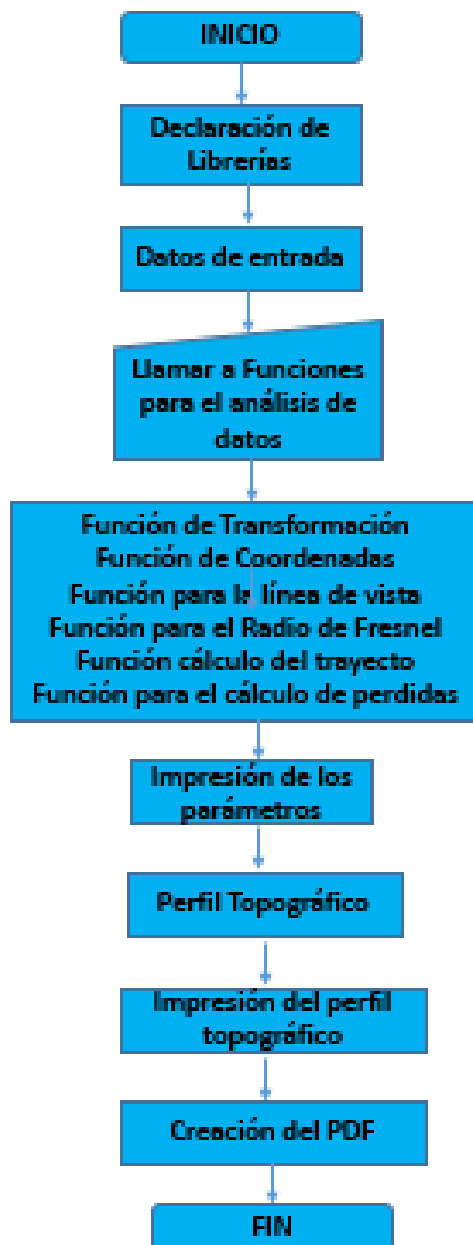 INICIO
Declaración de
Librerías
Datos de entrada
Llamar a Funciones
para el análisis de
datos
Función de Transformación
Función de Coordenadas
Función para la línea de vista
Función para el Radio de Fresnel
Función cálculo del trayecto
Función para el cálculo de perdidas
Impresión de los
parámetros
Perfil Topográfico
Impresión del perfil
topográfico
Creación del PDF
FIN